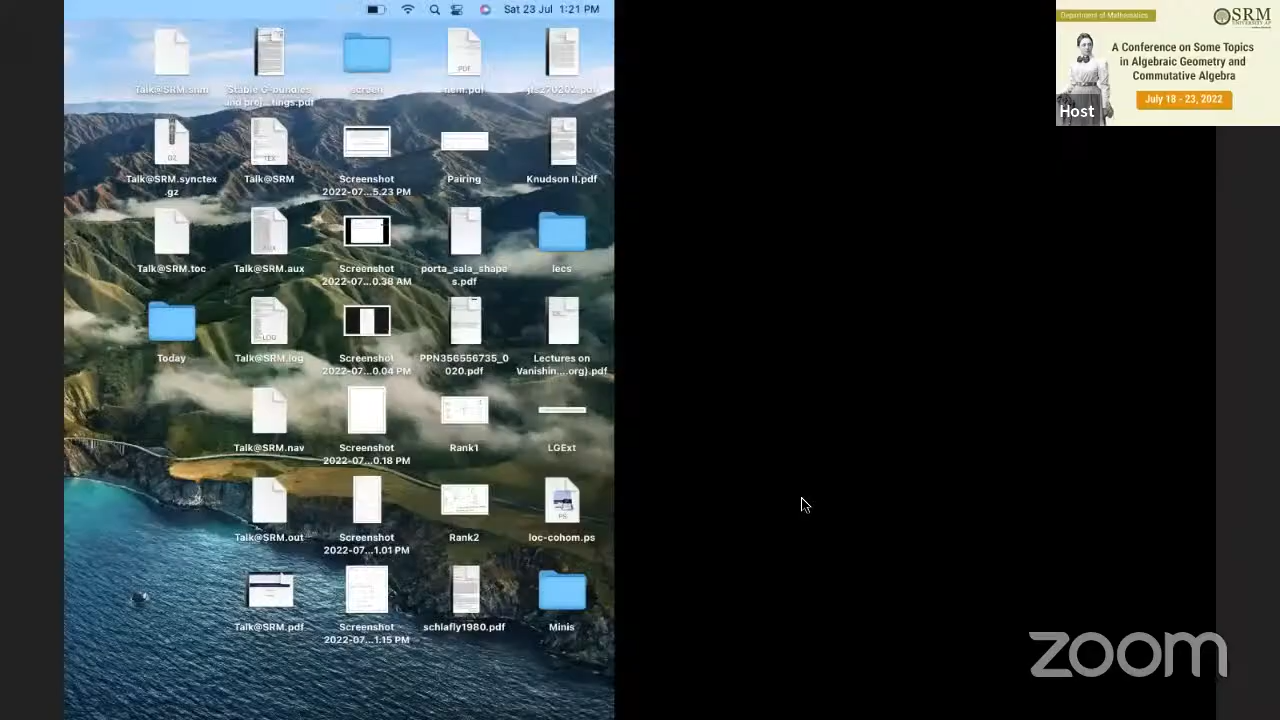 Sat 23 Jul 1:21 PM
Talk@SRM.snm
Stable G-bundles
and proj...tings.pdf
screen
nem.pdf
Talk@SRM.synctex
.gz
Talk@SRM
Screenshot
2022-07...5.23 PM
Pairing
Knudson II.pdf
Talk@SRM.toc
Talk@SRM.aux
Screenshot
2022-07...0.38 AM
porta_sala_shape
s.pdf
lecs
Today
Talk@SRM.log
Screenshot
2022-07...0.04 PM
PPN356556735_0
020.pdf
Lectures on
Vanishin....org).pdf
Talk@SRM.nav
Screenshot
2022-07...0.18 PM
Rank1
LGExt
Talk@SRM.out
Screenshot
2022-07...1.01 PM
Rank2
loc-cohom.ps
Talk@SRM.pdf
Screenshot
2022-07...1.15 PM
schlafly1980.pdf
Minis
Department of Mathematics
SRM
UNIVERSITY AP
A Conference on Some Topics
in Algebraic Geometry and
Commutative Algebra
July 18 - 23, 2022
Host
zoom